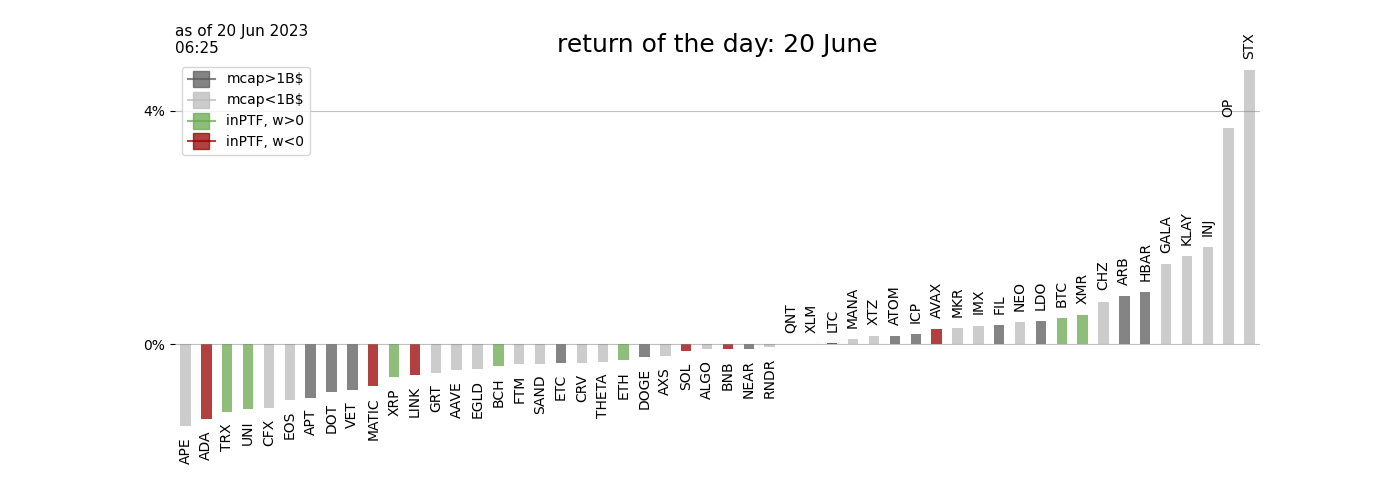 as of 20 Jun 2023
06:25
return of the day: 20 June
mcap>1B$
mcap<1B$
inPTF, w>0
inPTF, w<0
4%
0%
APE
ADA
TRX
UNI
CFX
EOS
APT
DOT
VET
MATIC
XRP
LINK
GRT
AAVE
EGLD
BCH
FTM
SAND
ETC
CRV
THETA
ETH
DOGE
AXS
SOL
ALGO
BNB
NEAR
RNDR
QNT
XLM
LTC
MANA
XTZ
ATOM
ICP
AVAX
MKR
IMX
FIL
NEO
LDO
BTC
XMR
CHZ
ARB
HBAR
GALA
KLAY
INJ
OP
STX